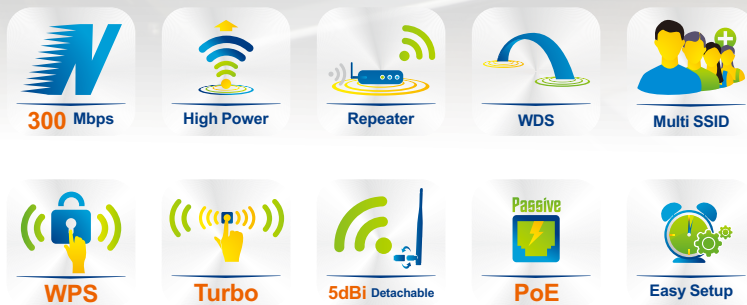 N
300 Mbps
High Power
Repeater
WDS
Multi SSID
WPS
Turbo
5dBi Detachable
Passive
PoE
Easy Setup